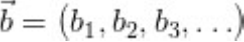 $\vec{b} = (b_1, b_2, b_3, \ldots)$